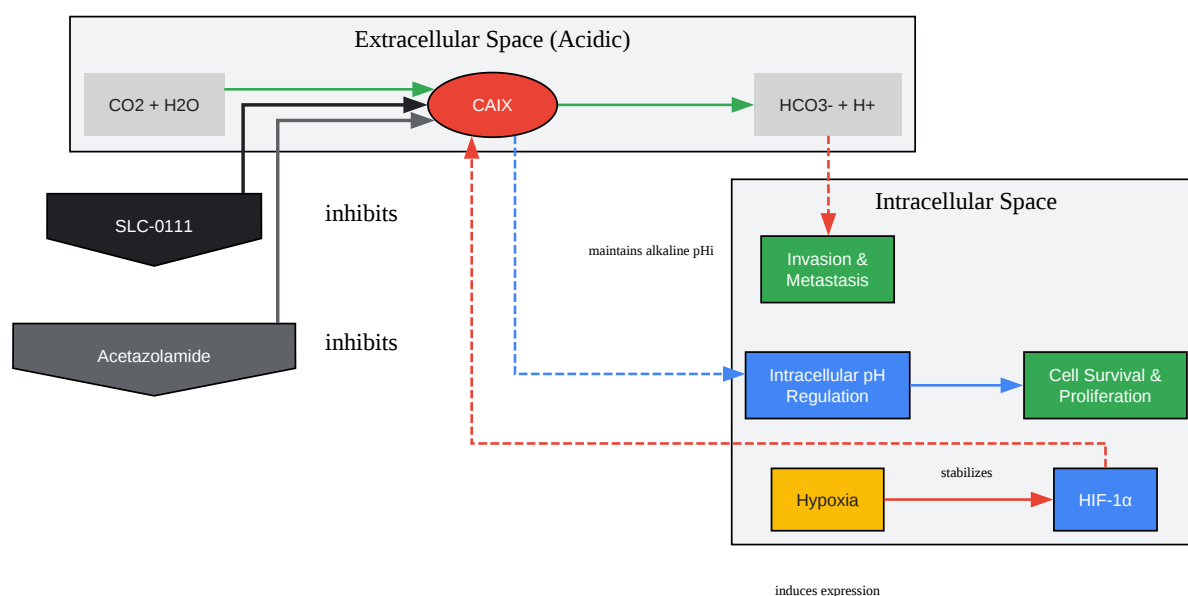 Extracellular Space (Acidic)
CO2 + H2O
CAIX
HCO3- + H+
SLC-0111
inhibits
Intracellular Space
maintains alkaline pHi
Invasion &
Metastasis
Acetazolamide
inhibits
Intracellular pH
Regulation
Cell Survival &
Proliferation
Hypoxia
stabilizes
HIF-1α
induces expression